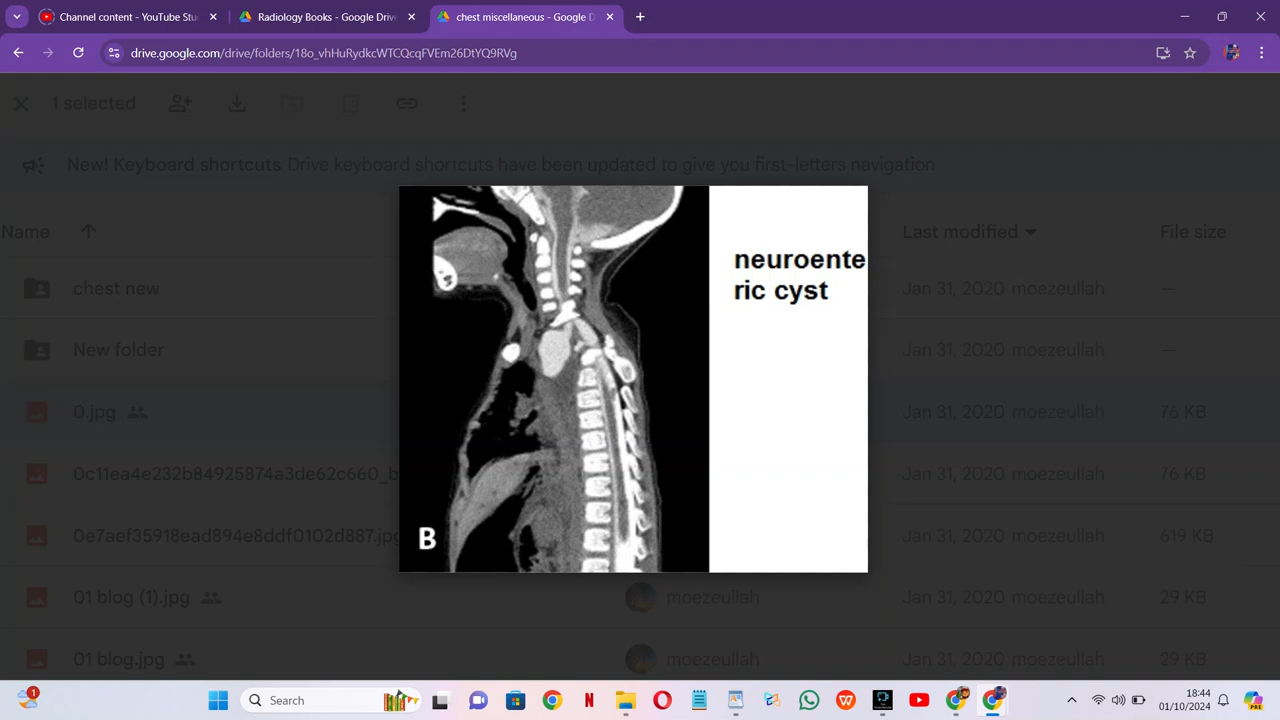 Channel content - YouTube Stu
Radiology Books - Google Drive
chest miscellaneous - Google D
drive.google.com/drive/folders/18o_vhHuRydkcWTCQcqFVEm26DtYQ9RVg
1 selected
New! Keyboard shortcuts Drive keyboard shortcuts have been updated to give you first-letters navigation
Name Last modified File size
chest new Jan 31, 2020 moezeullah —
New folder Jan 31, 2020 moezeullah —
0.jpg Jan 31, 2020 moezeullah 76 KB
0c11ea4e232b84925874a3de62c660_b Jan 31, 2020 moezeullah 76 KB
0e7aef35918ead894e8ddf0102d887.jpg Jan 31, 2020 moezeullah 619 KB
01 blog (1).jpg moezeullah Jan 31, 2020 moezeullah 29 KB
01 blog.jpg moezeullah Jan 31, 2020 moezeullah 29 KB
neuroente
ric cyst
B
1
Search
18:44
01/10/2024
PRE